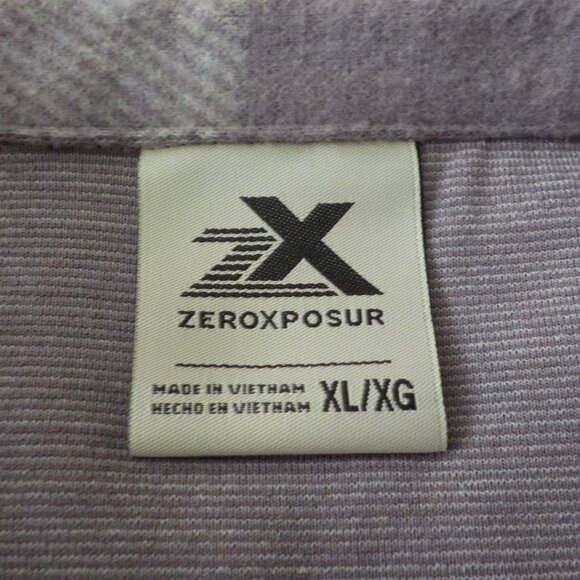 ZX
ZEROXPOSUR
MADE IN VIETNAM
HECHO EN VIETNAM
XL/XG